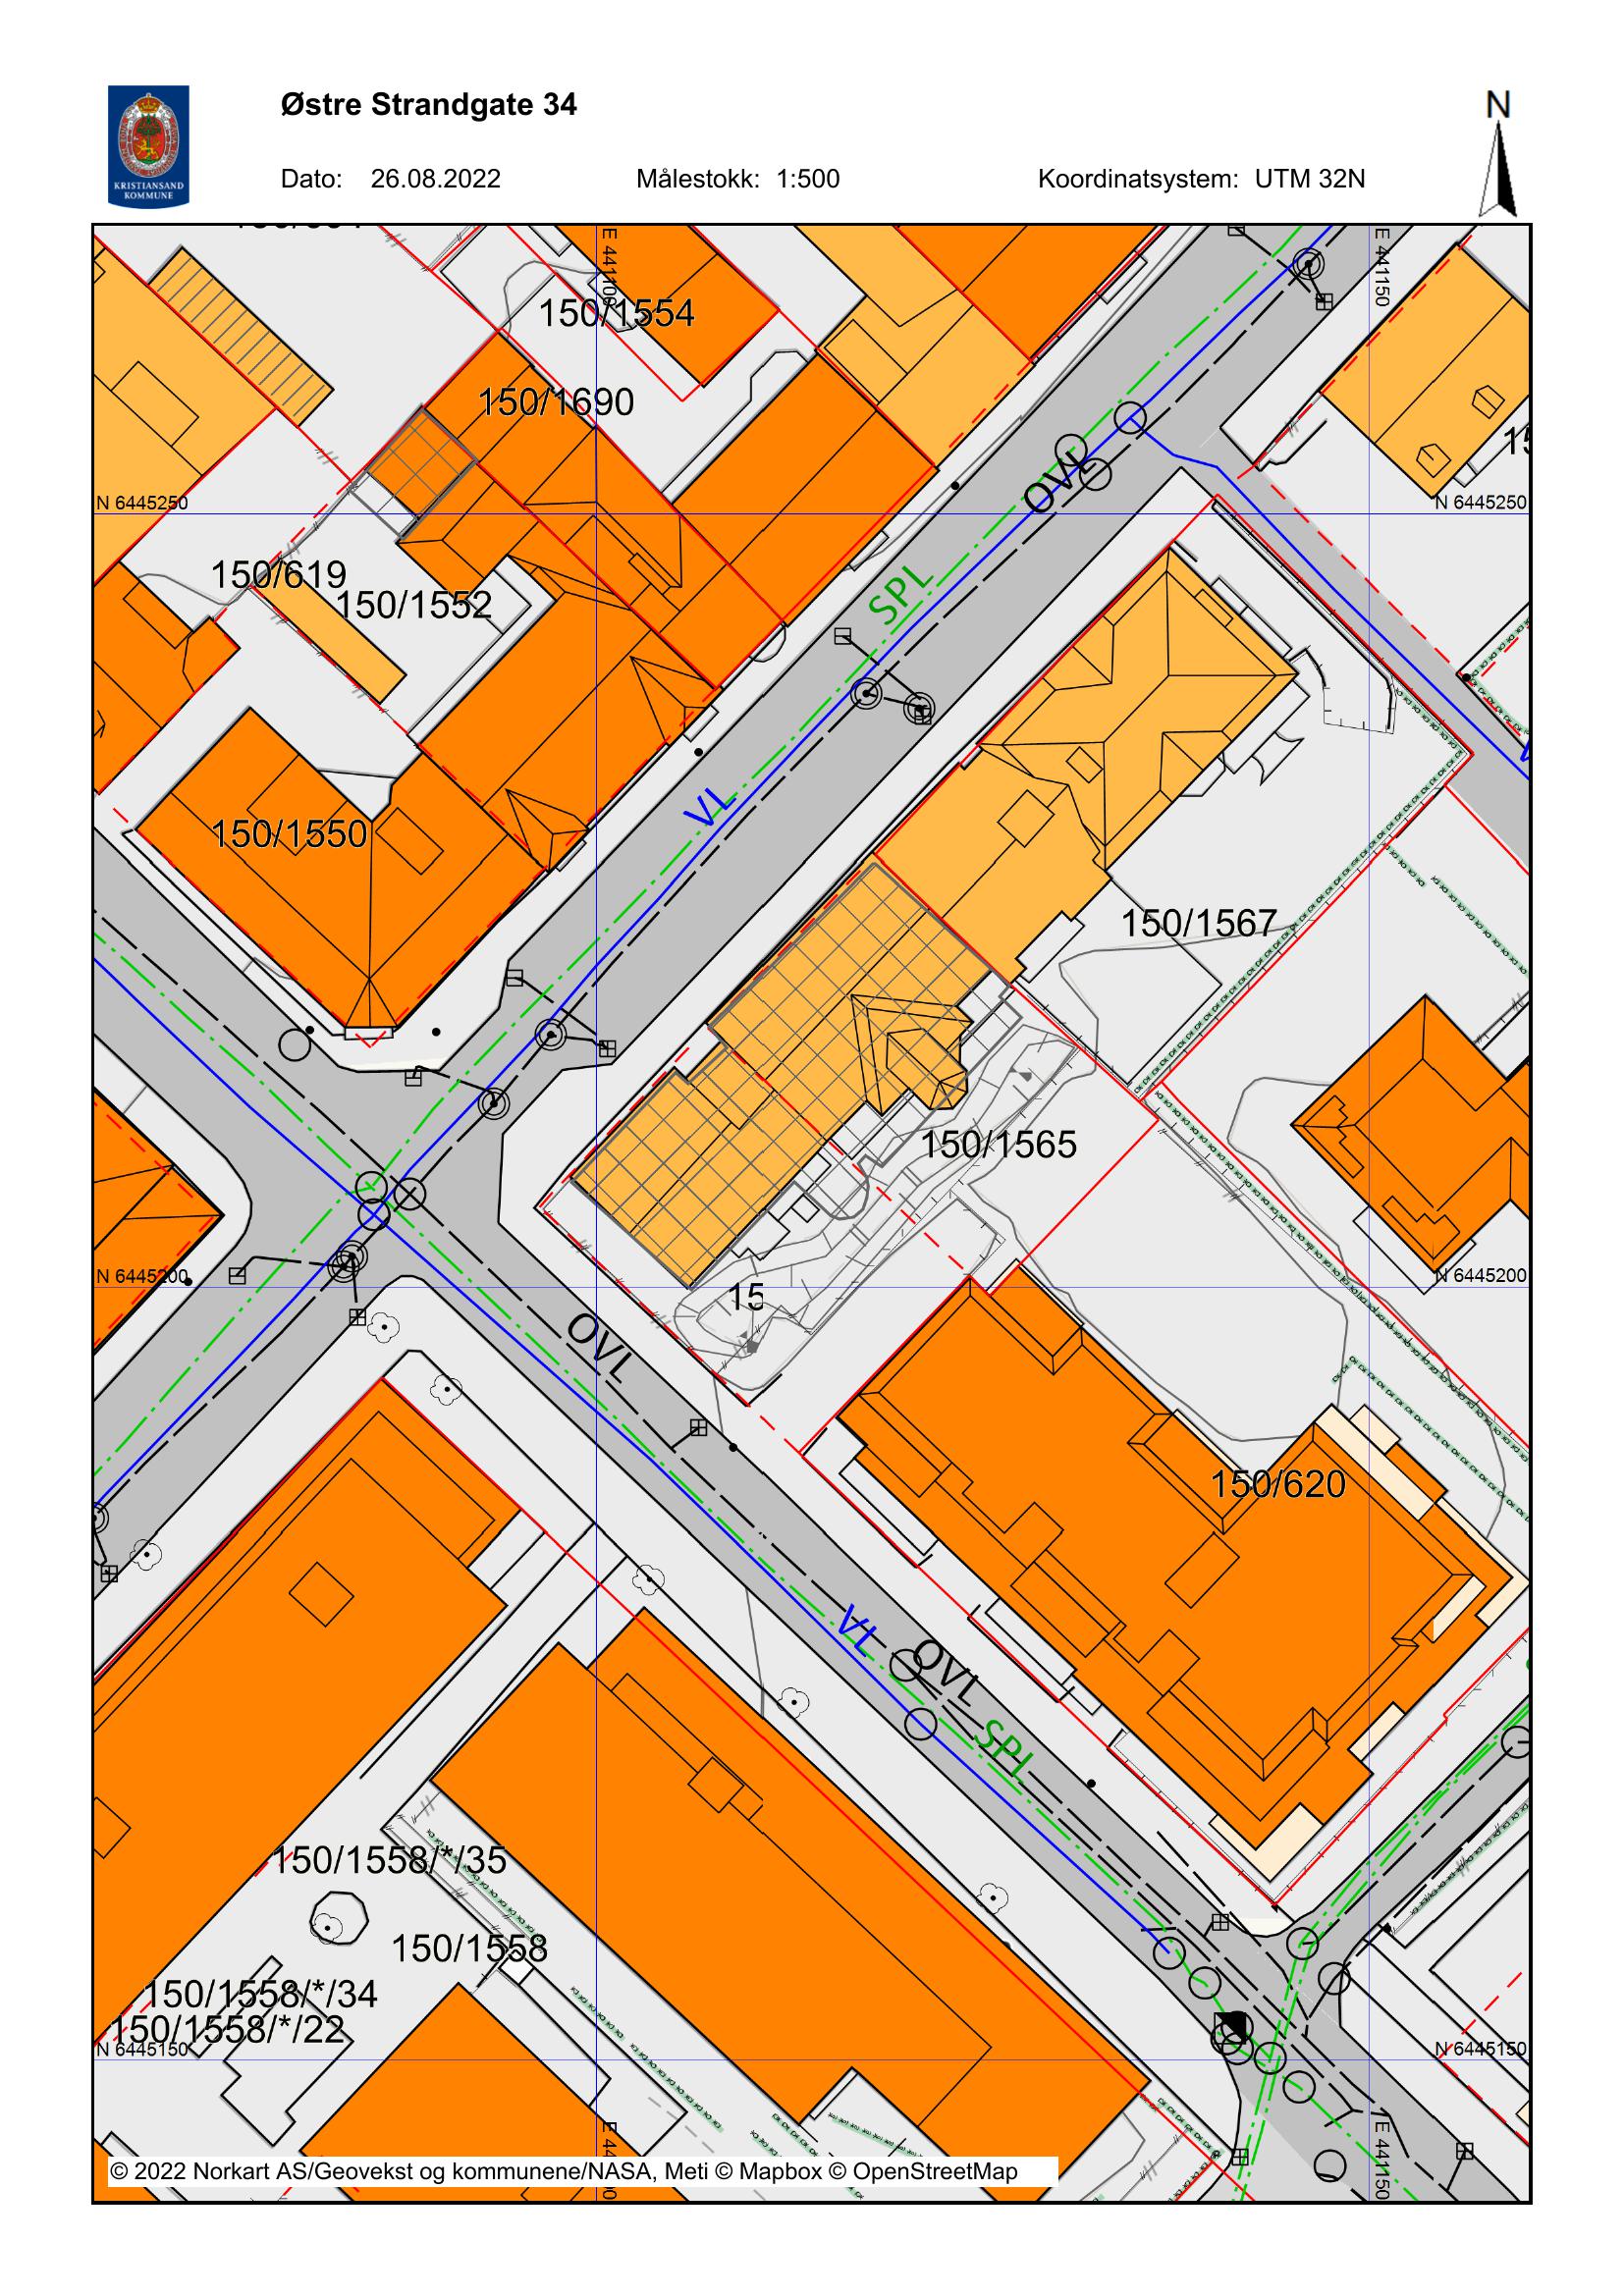 Østre Strandgate 34
N
Dato: 26.08.2022
Målestokk: 1:500
Koordinatsystem: UTM 32N
KRISTIANSAND
KOMMUNE
E 441100
E 441150
150/1554
150/1690
OVL
N 6445250
N 6445250
150/619
150/1552
SPL
VL
150/1550
150/1567
150/1565
N 6445200
N 6445200
15
OVL
150/620
VL
OVL
SPL
150/1558/*/35
150/1558
150/1558/*/34
150/1558/*/22
N 6445150
N 6445150
E 441150
© 2022 Norkart AS/Geovekst og kommunene/NASA, Meti © Mapbox © OpenStreetMap